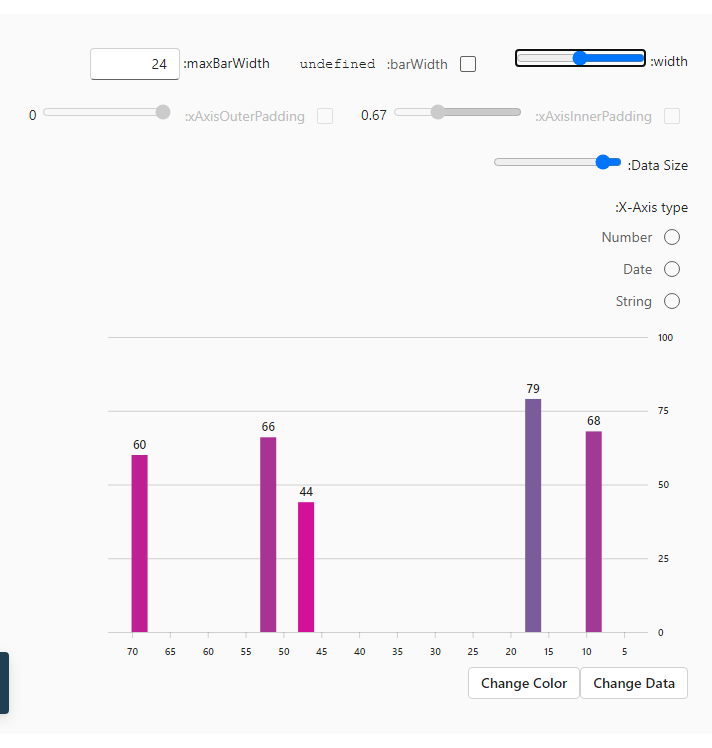 width:
barWidth: undefined
maxBarWidth: 24
xAxisInnerPadding: 0.67
xAxisOuterPadding: 0
Data Size:
X-Axis type:
Number
Date
String
100
75
50
25
0
60
66
44
79
68
70 65 60 55 50 45 40 35 30 25 20 15 10 5
Change Color Change Data